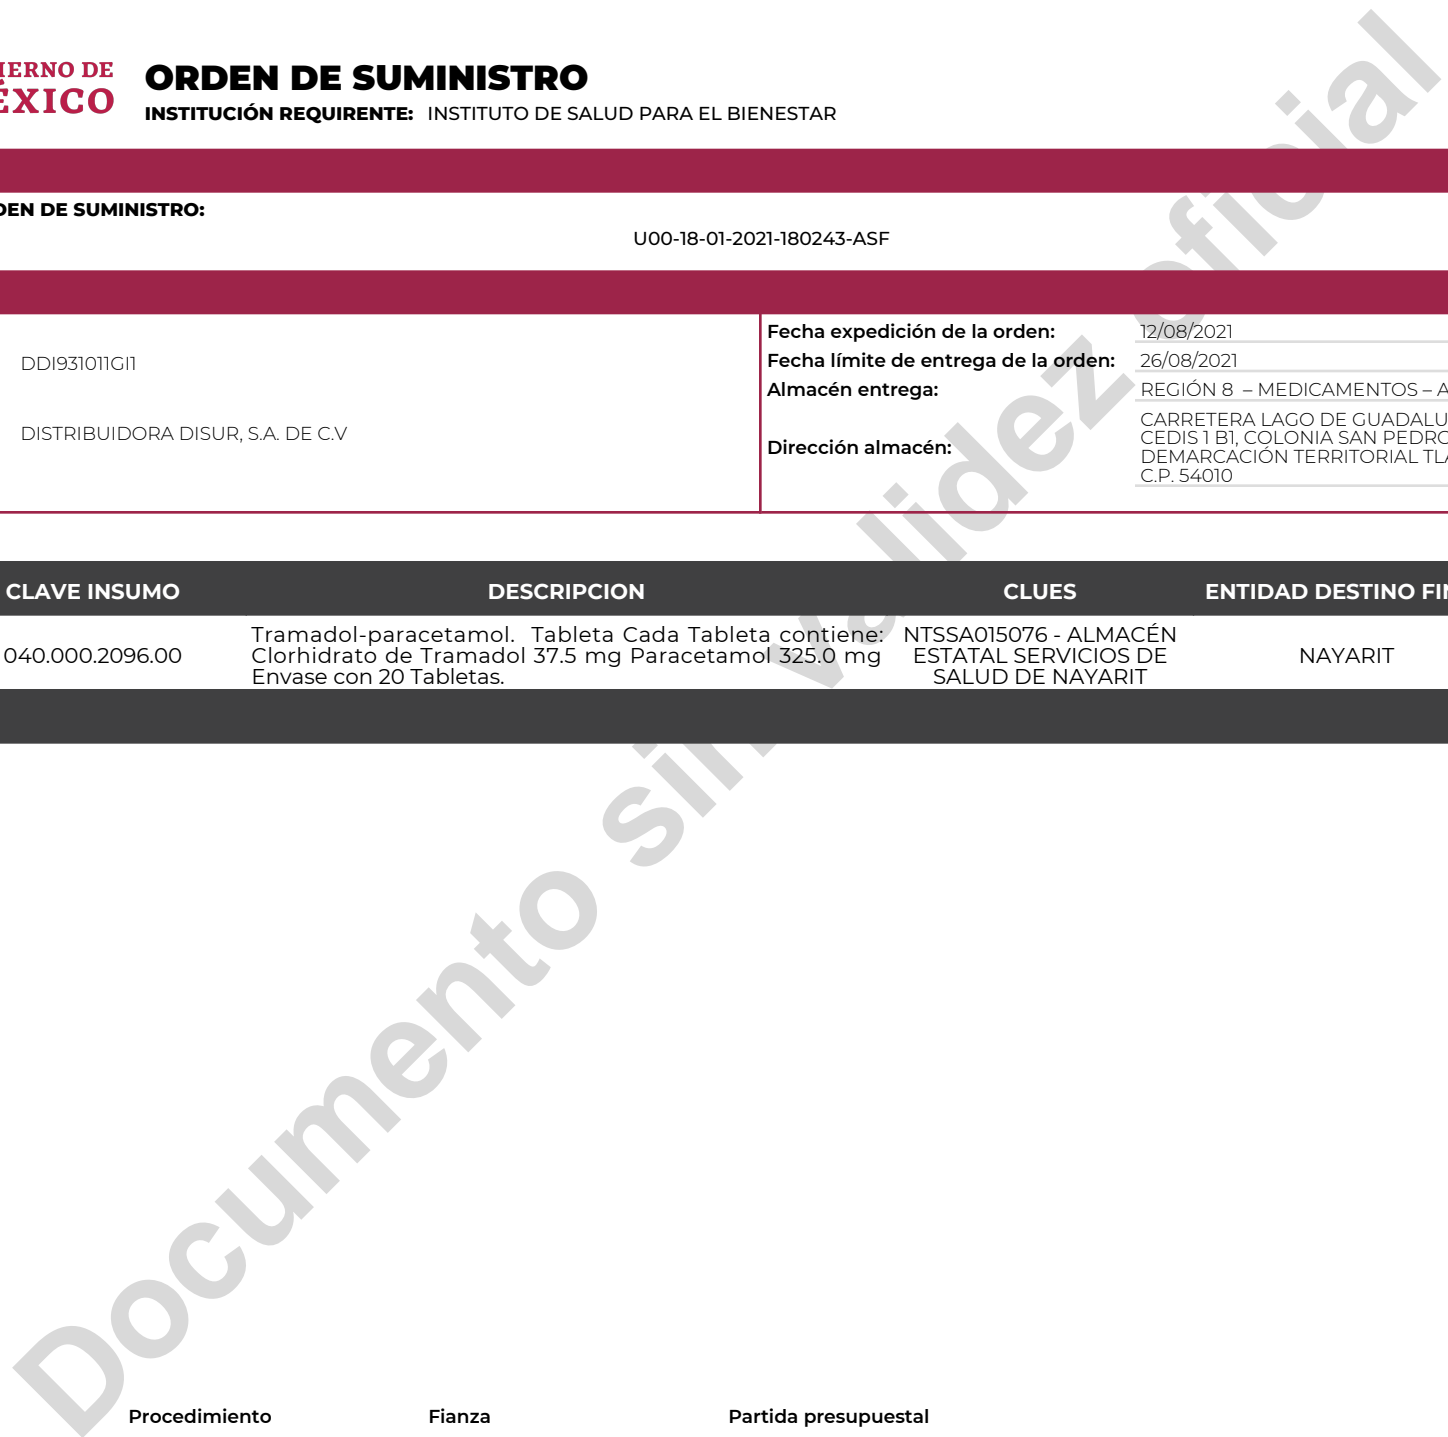 IERNO DE
ÉXICO
ORDEN DE SUMINISTRO
INSTITUCIÓN REQUIRENTE: INSTITUTO DE SALUD PARA EL BIENESTAR
DEN DE SUMINISTRO:
U00-18-01-2021-180243-ASF
DDI931011GI1
DISTRIBUIDORA DISUR, S.A. DE C.V
Fecha expedición de la orden: 12/08/2021
Fecha límite de entrega de la orden: 26/08/2021
Almacén entrega: REGIÓN 8 – MEDICAMENTOS – A
Dirección almacén:
CARRETERA LAGO DE GUADALU
CEDIS 1 B1, COLONIA SAN PEDRO
DEMARCACIÓN TERRITORIAL TLA
C.P. 54010
CLAVE INSUMO DESCRIPCION CLUES ENTIDAD DESTINO FIN
040.000.2096.00
Tramadol-paracetamol. Tableta Cada Tableta contiene:
Clorhidrato de Tramadol 37.5 mg Paracetamol 325.0 mg
Envase con 20 Tabletas.
NTSSA015076 - ALMACÉN
ESTATAL SERVICIOS DE
SALUD DE NAYARIT
NAYARIT
Documento sin validez oficial
Procedimiento Fianza Partida presupuestal